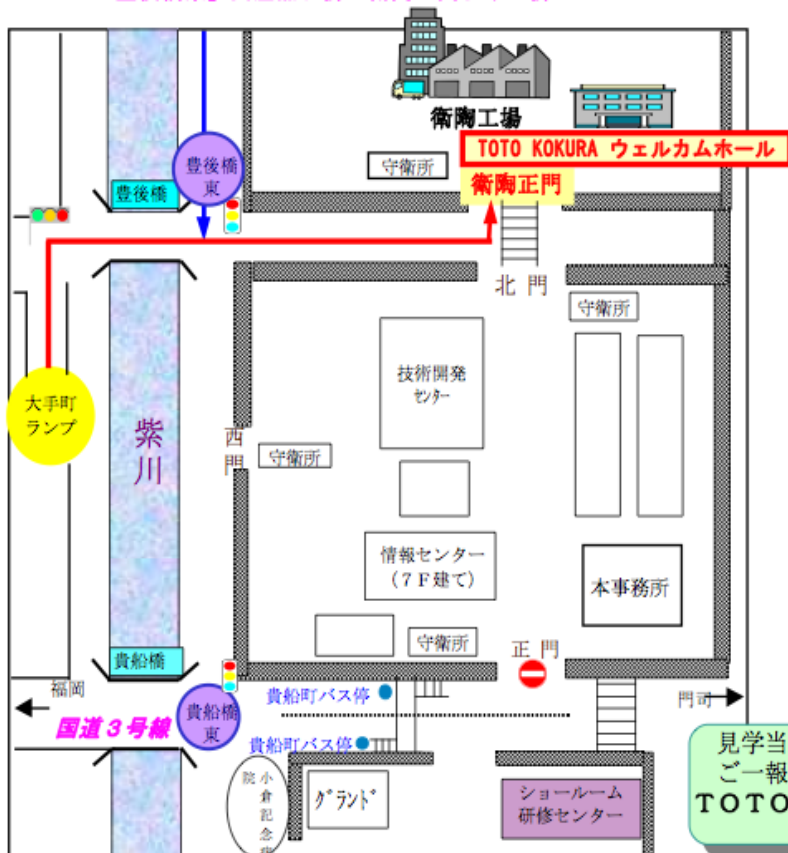 衛陶工場
TOTO KOKURA ウェルカムホール
守衛所
衛陶正門
豊後橋
東
豊後橋
北 門
守衛所
大手町
ランプ
技術開発
センター
紫川
西門
守衛所
情報センター
(7F建て)
本事務所
守衛所
正 門
貴船橋
福岡
国道3号線
貴船橋
東
貴船町バス停
貴船町バス停
門司
小倉記念病院
グランド
ショールーム
研修センター
見学当
ご一報
TOTO